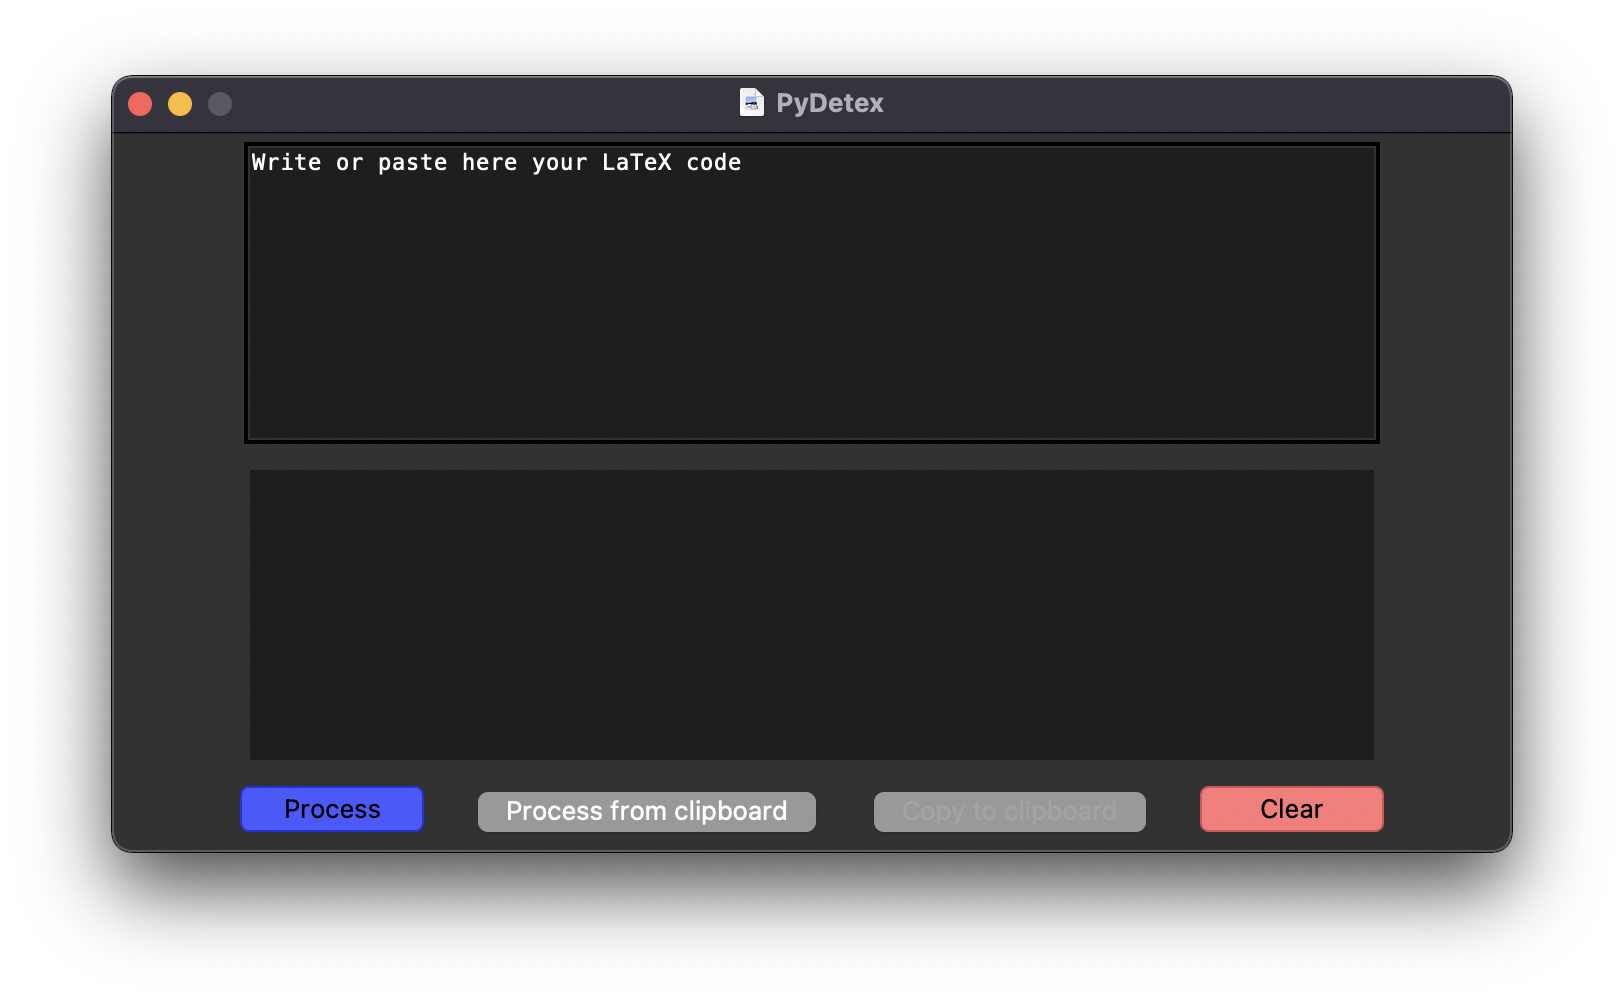 PyDetex
Write or paste here your LaTeX code
Process
Process from clipboard
Copy to clipboard
Clear